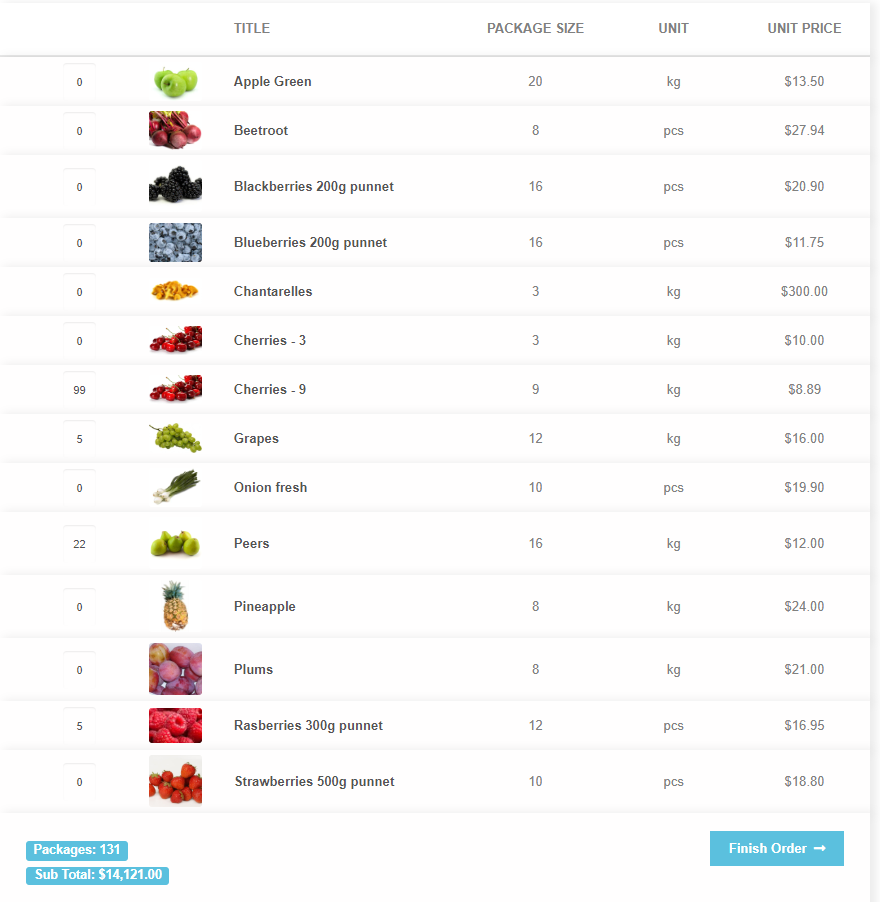 TITLE PACKAGE SIZE UNIT UNIT PRICE
0 Apple Green 20 kg $13.50
0 Beetroot 8 pcs $27.94
0 Blackberries 200g punnet 16 pcs $20.90
0 Blueberries 200g punnet 16 pcs $11.75
0 Chantarelles 3 kg $300.00
0 Cherries - 3 3 kg $10.00
99 Cherries - 9 9 kg $8.89
5 Grapes 12 kg $16.00
0 Onion fresh 10 pcs $19.90
22 Peers 16 kg $12.00
0 Pineapple 8 kg $24.00
0 Plums 8 kg $21.00
5 Rasberries 300g punnet 12 pcs $16.95
0 Strawberries 500g punnet 10 pcs $18.80
Packages: 131
Finish Order →
Sub Total: $14,121.00